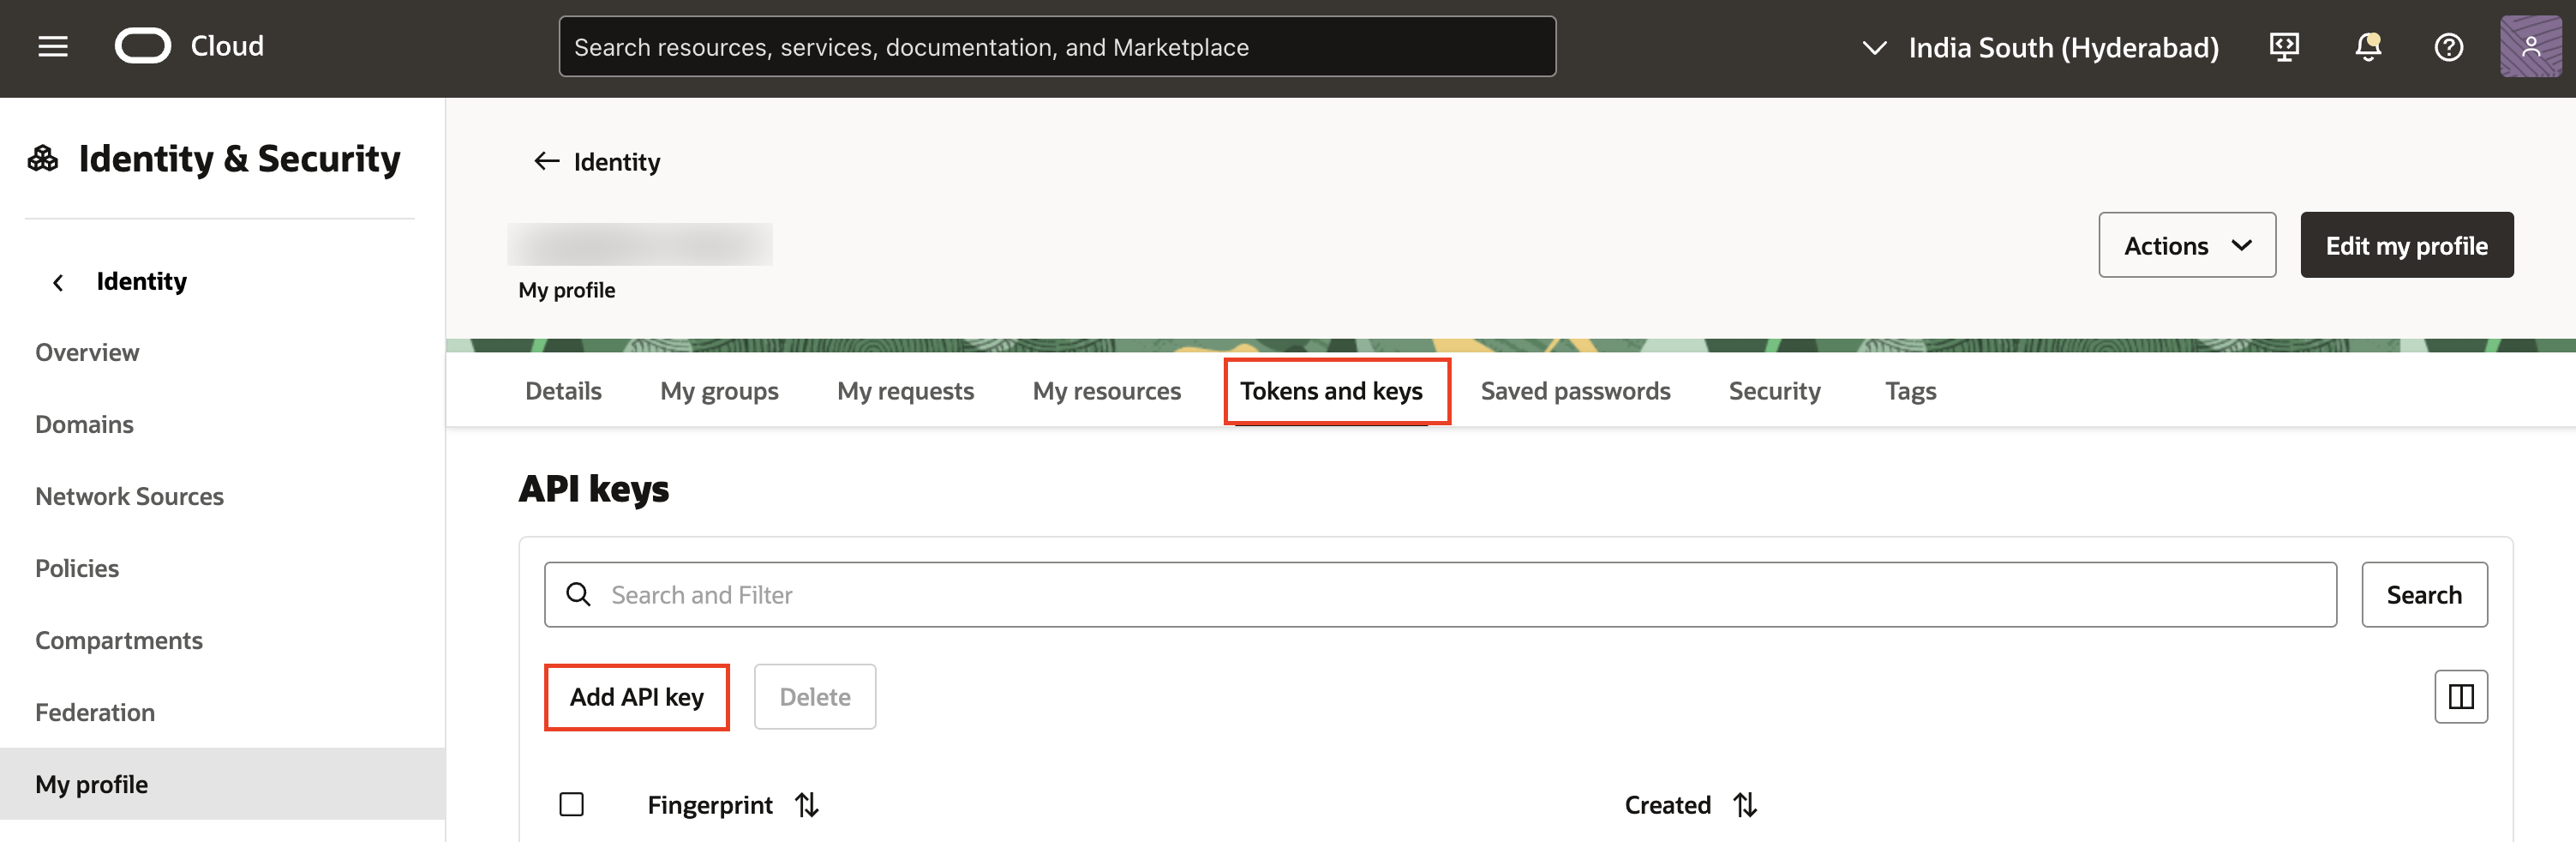 Cloud
Search resources, services, documentation, and Marketplace
India South (Hyderabad)
Identity & Security
Identity
Overview
Domains
Network Sources
Policies
Compartments
Federation
My profile
Identity
My profile
Actions
Edit my profile
Details My groups My requests My resources Tokens and keys Saved passwords Security Tags
API keys
Search and Filter
Search
Add API key Delete
Fingerprint Created